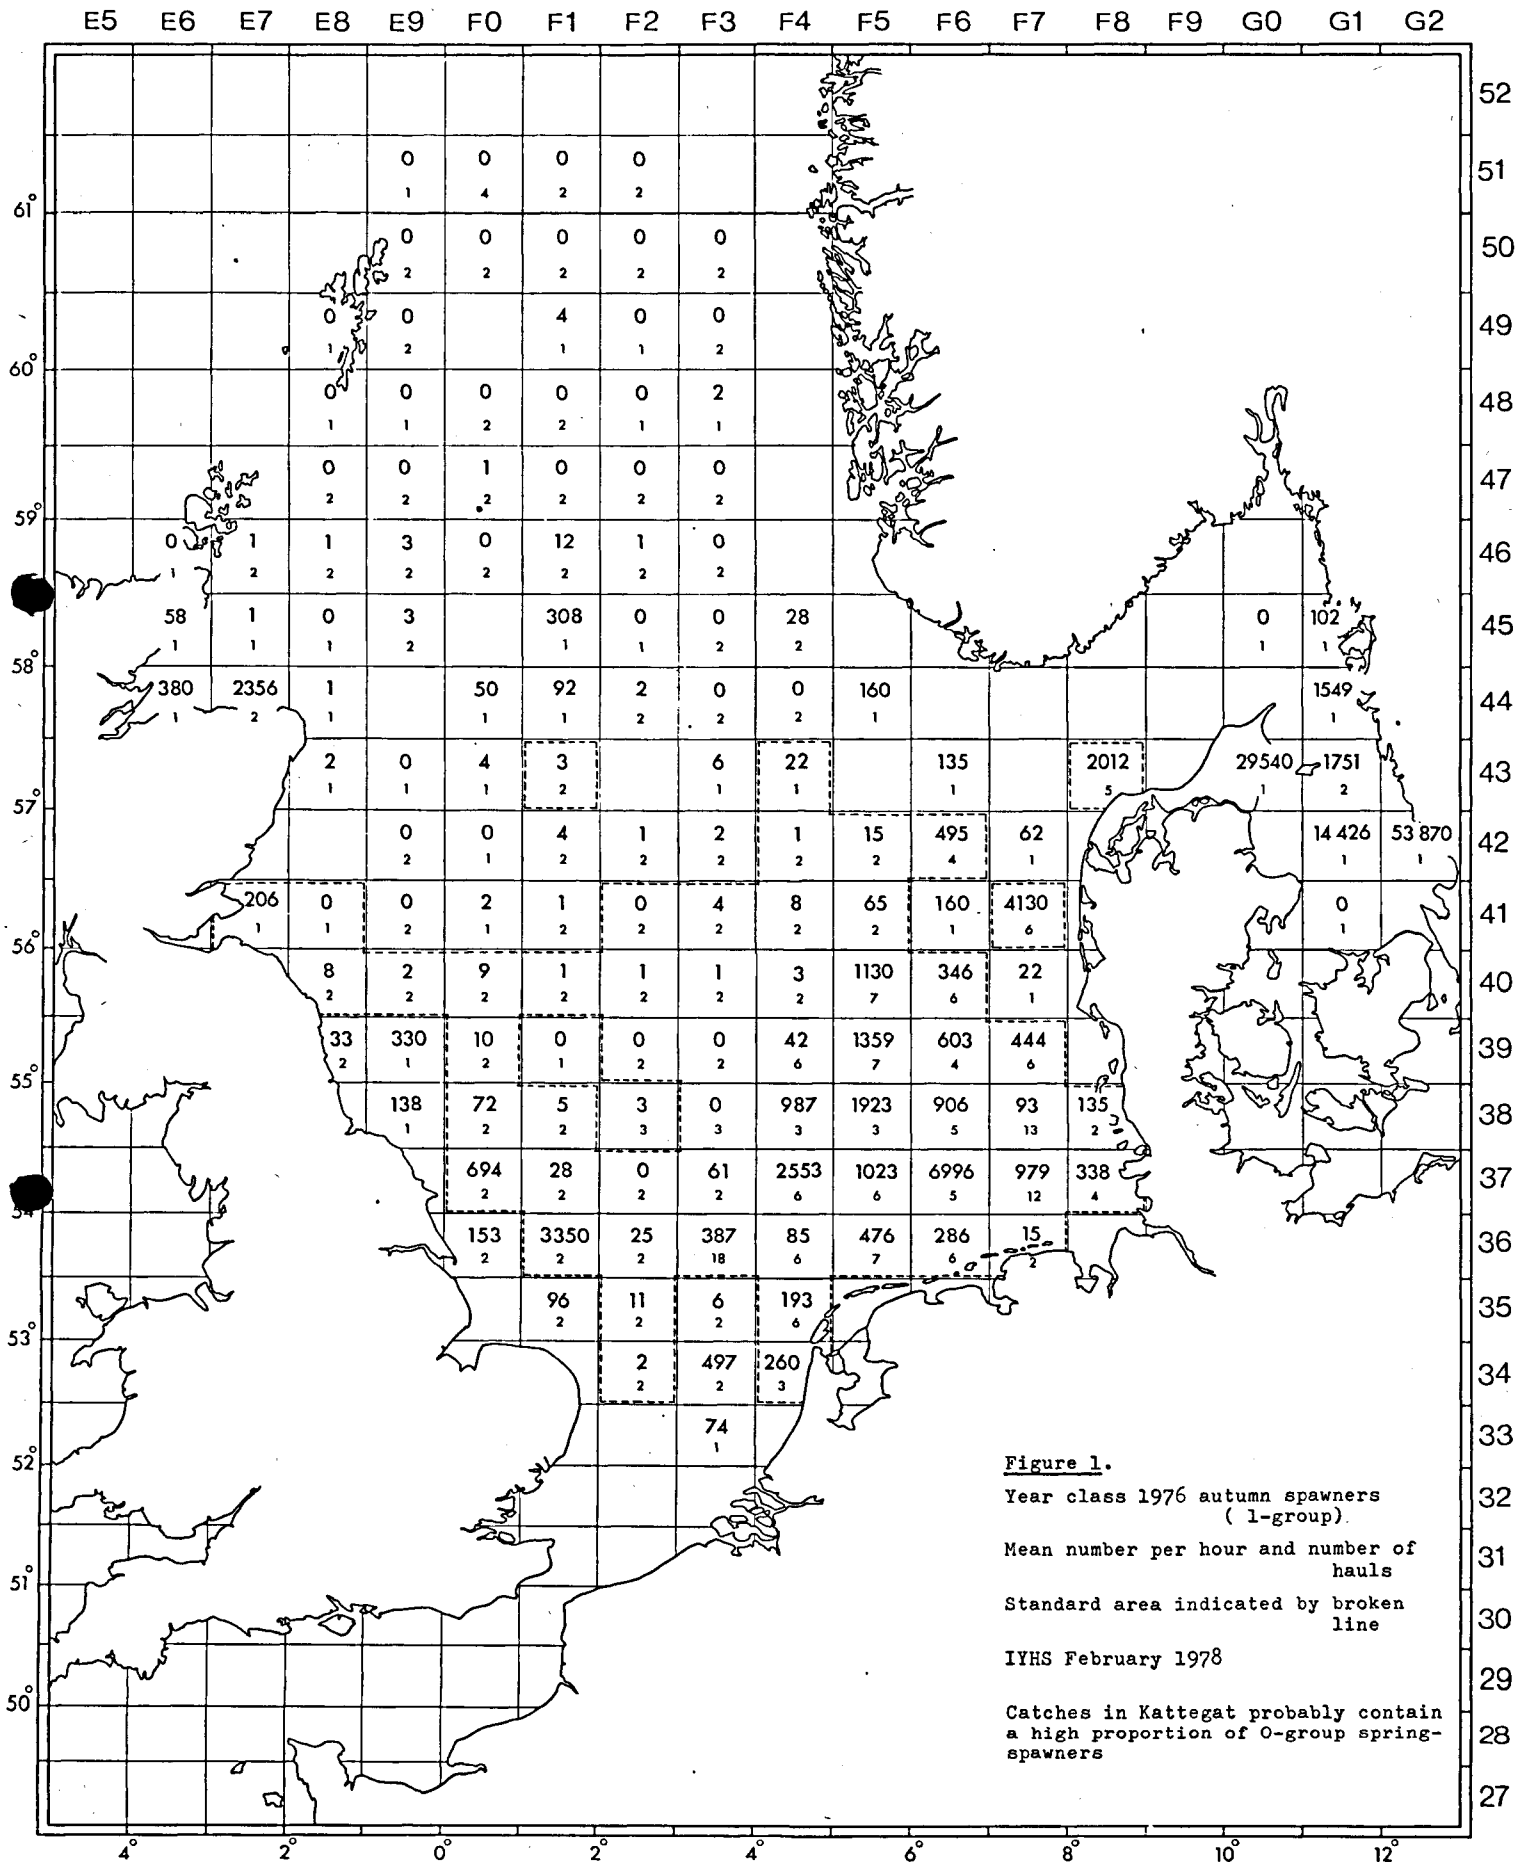 E5 E6 E7 E8 E9 F0 F1 F2 F3 F4 F5 F6 F7 F8 F9 G0 G1 G2
52
0 0 0 0 51
1 4 2 2
61°
0 0 0 0 0 50
2 2 2 2 2
0 0 4 0 0 49
1 2 1 1 2
60°
0 0 0 0 0 2 48
1 1 2 2 1 1
0 0 1 0 0 0 47
2 2 2 2 2 2
59°
0 1 1 3 0 12 1 0 46
1 2 2 2 2 2 2 2
58 1 0 3 308 0 0 28 0 102 45
1 1 1 2 1 1 2 2 1 1
58°
380 2356 1 50 92 2 0 0 160 1549 44
1 2 1 1 1 2 2 2 1 1
2 0 4 3 6 22 135 2012 29540 1751 43
1 1 1 2 1 1 1 5 1 2
57°
0 0 4 1 2 1 15 495 62 14 426 53 870 42
2 1 2 2 2 2 2 4 1 1 1
206 0 0 2 1 0 4 8 65 160 4130 0 41
1 1 2 1 2 2 2 2 2 1 6 1
56°
8 2 9 1 1 1 3 1130 346 22 40
2 2 2 2 2 2 2 7 6 1
33 330 10 0 0 0 42 1359 603 444 39
2 1 2 1 2 2 6 7 4 6
55°
138 72 5 3 0 987 1923 906 93 135 38
1 2 2 3 3 3 3 5 13 2
694 28 0 61 2553 1023 6996 979 338 37
2 2 2 2 6 6 5 12 4
54°
153 3350 25 387 85 476 286 15 36
2 2 2 18 6 7 6 2
96 11 6 193 35
2 2 2 6
53°
2 497 260 34
2 2 3
74 33
1
52°
Figure 1.
Year class 1976 autumn spawners 32
( 1-group)
Mean number per hour and number of 31
hauls
51°
Standard area indicated by broken 30
line
IYHS February 1978 29
50°
Catches in Kattegat probably contain
a high proportion of O-group spring- 28
spawners
27
4° 2° 0° 2° 4° 6° 8° 10° 12°